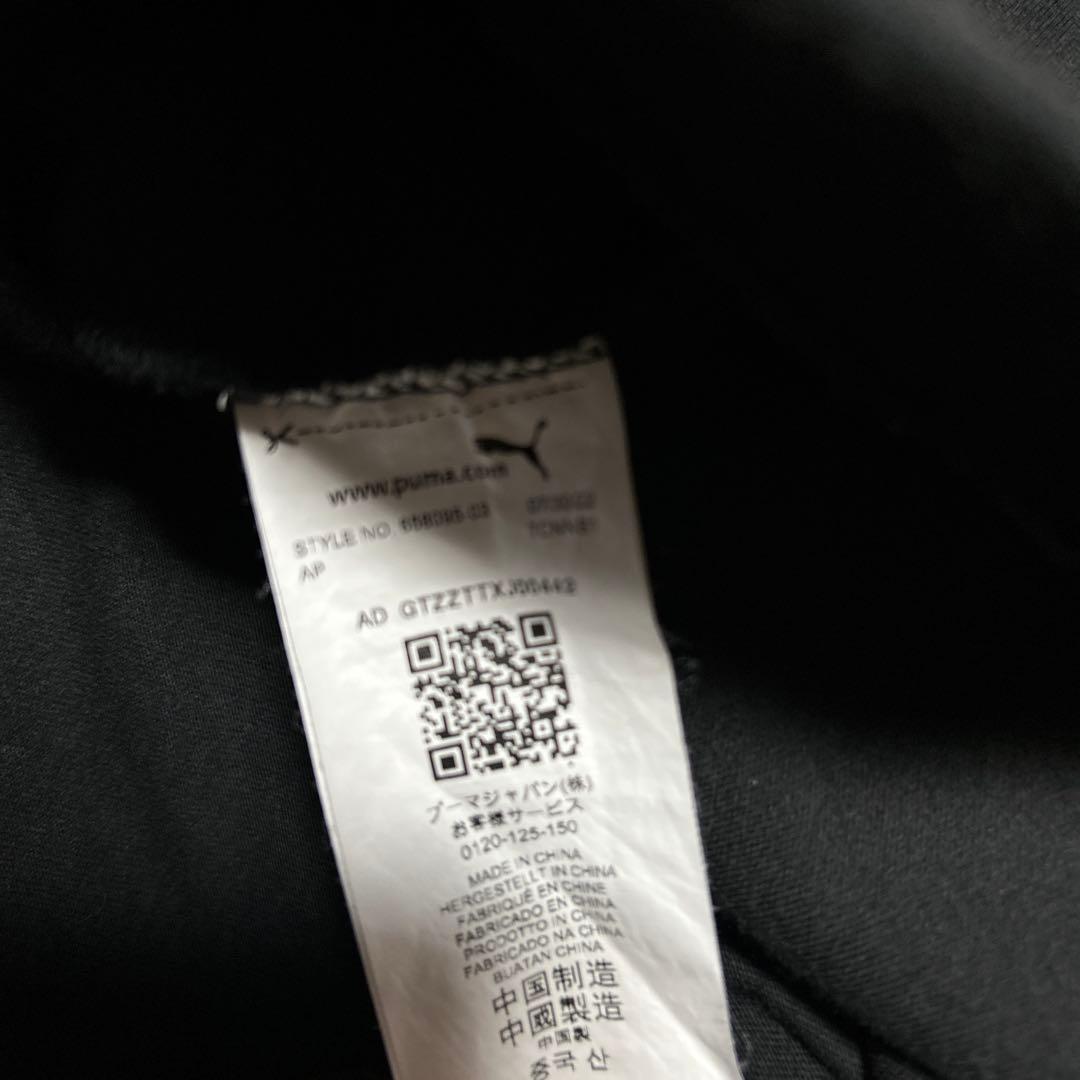 www.puma.com
STYLE NO.
AP
AD
プーマジャパン(株)
お客様サービス
0120-125-150
MADE IN CHINA
HERGESTELLT IN CHINA
FABRIQUÉ EN CHINE
FABRICADO EN CHINA
PRODOTTO IN CHINA
FABRICADO NA CHINA
BUATAN CHINA
中国制造
中國製造
中国製
중국산